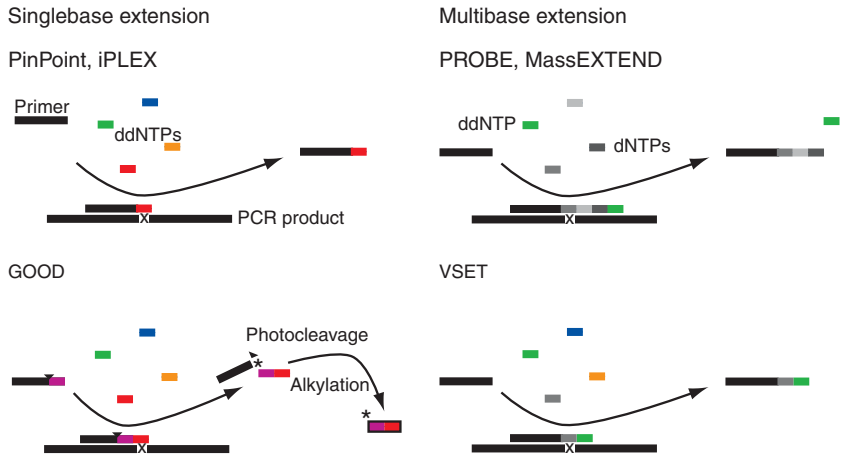 Singlebase extension
Multibase extension
PinPoint, iPLEX
PROBE, MassEXTEND
Primer
ddNTPs
ddNTP
dNTPs
X
PCR product
X
GOOD
VSET
Photocleavage
*
Alkylation
*
X
X